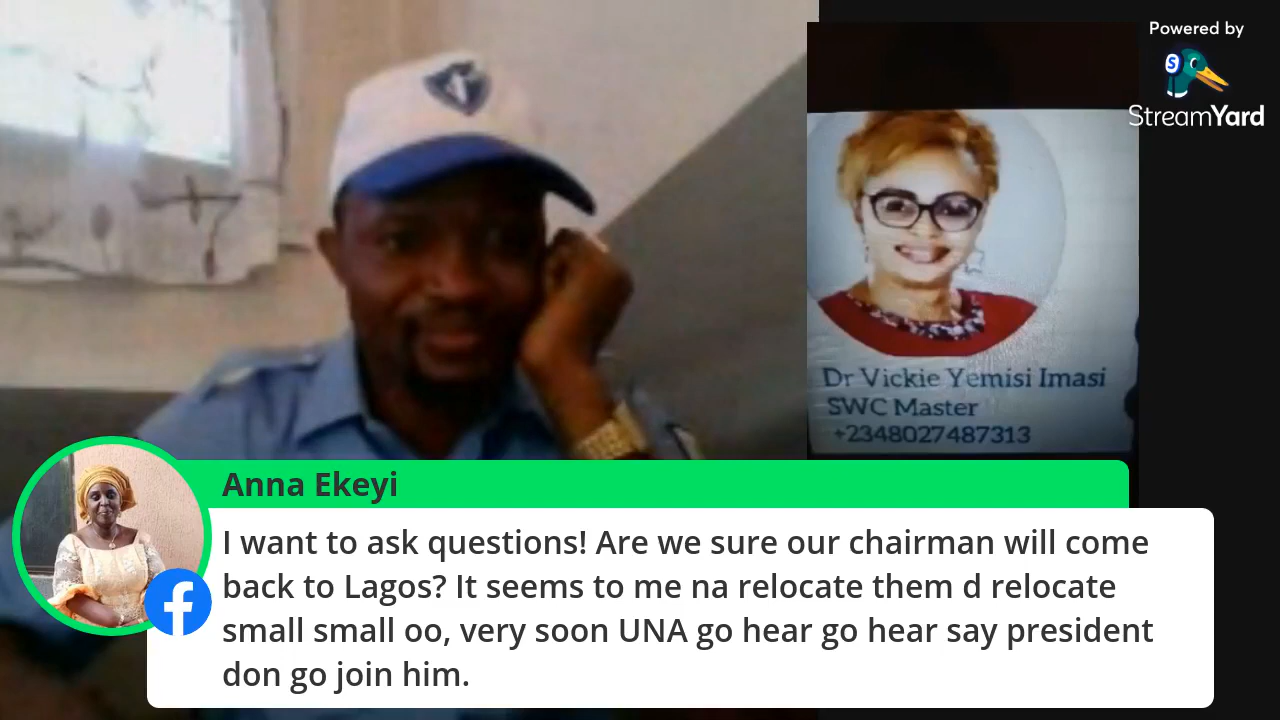 Powered by
StreamYard
Dr Vickie Yemisi Imasi
SWC Master
+2348027487313
Anna Ekeyi
I want to ask questions! Are we sure our chairman will come
back to Lagos? It seems to me na relocate them d relocate
small small oo, very soon UNA go hear go hear say president
don go join him.